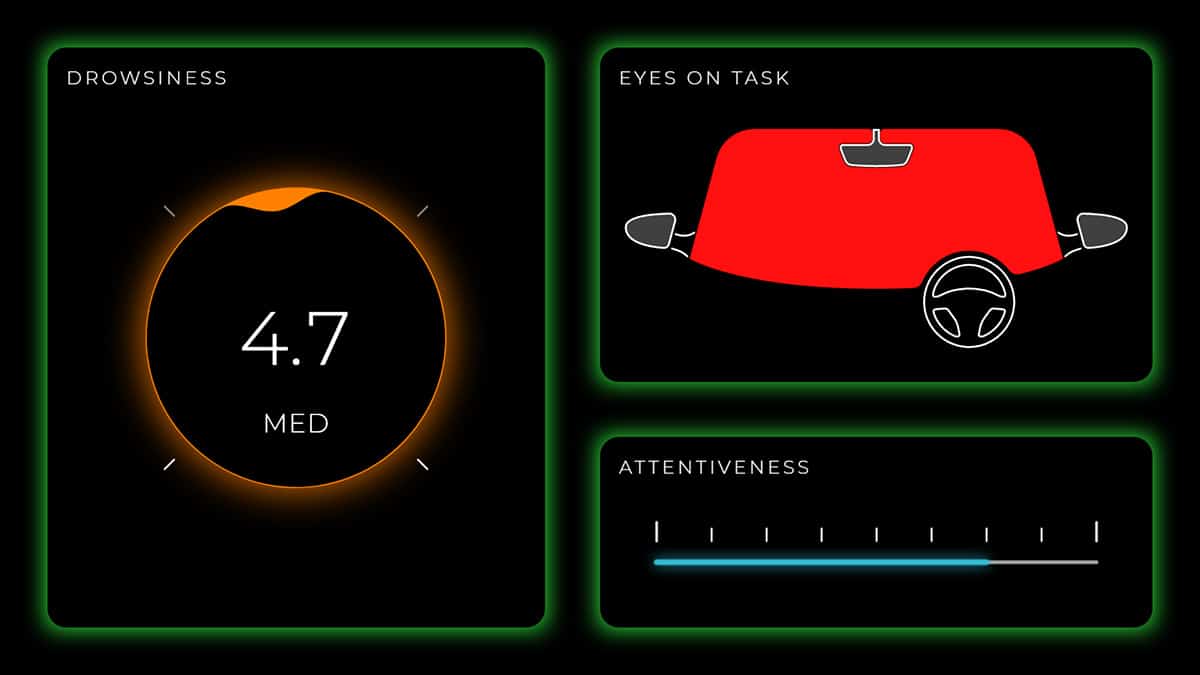 DROWSINESS
4.7
MED
EYES ON TASK
ATTENTIVENESS